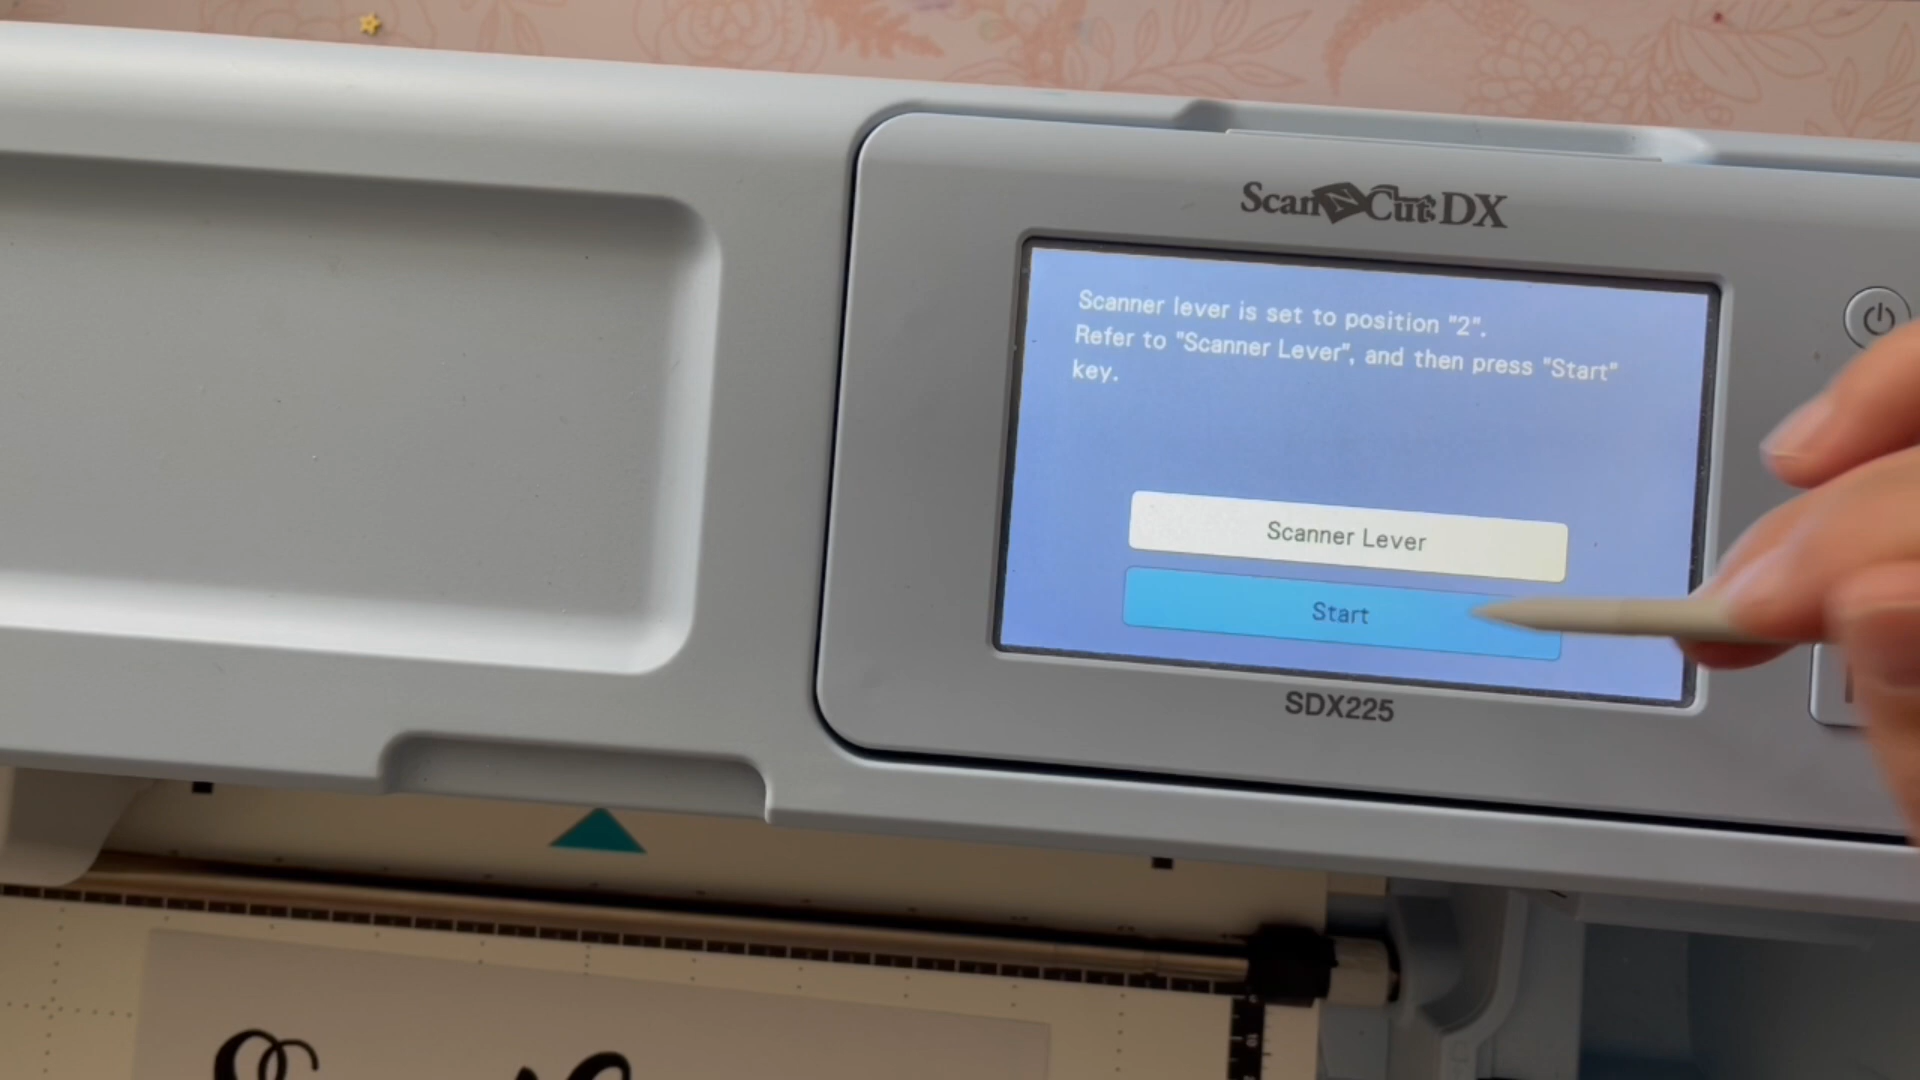 ScanNCut DX
Scanner lever is set to position "2".
Refer to "Scanner Lever", and then press "Start"
key.
Scanner Lever
Start
SDX225